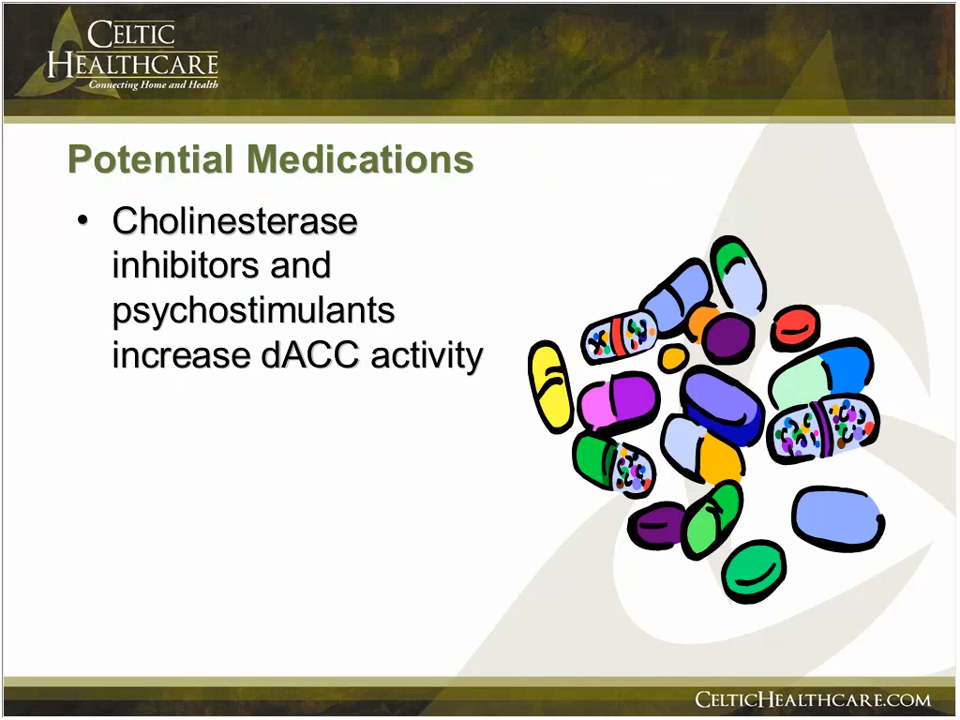 CELTIC
HEALTHCARE
Connecting Home and Health
Potential Medications
• Cholinesterase
inhibitors and
psychostimulants
increase dACC activity
CELTICHEALTHCARE.COM